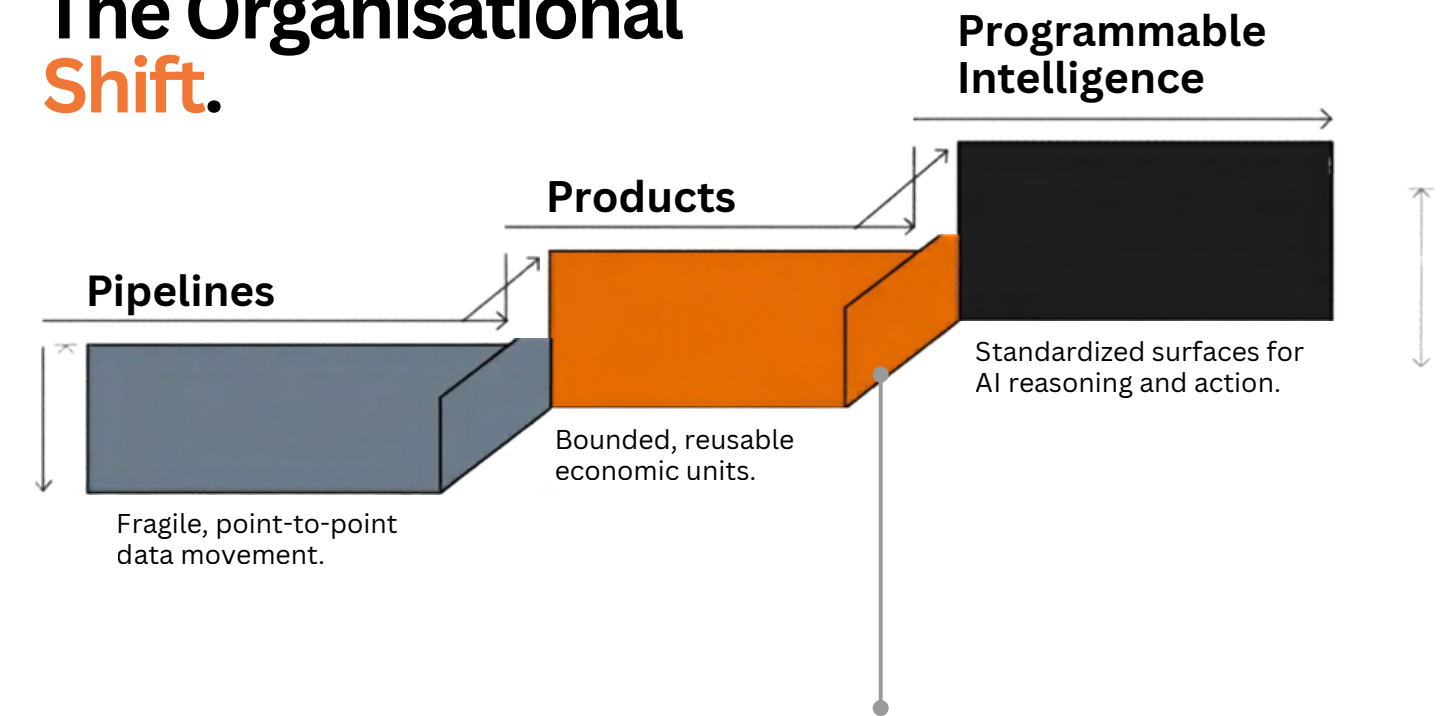 The Organisational
Shift.
Programmable
Intelligence
Products
Pipelines
Standardized surfaces for
AI reasoning and action.
Bounded, reusable
economic units.
Fragile, point-to-point
data movement.